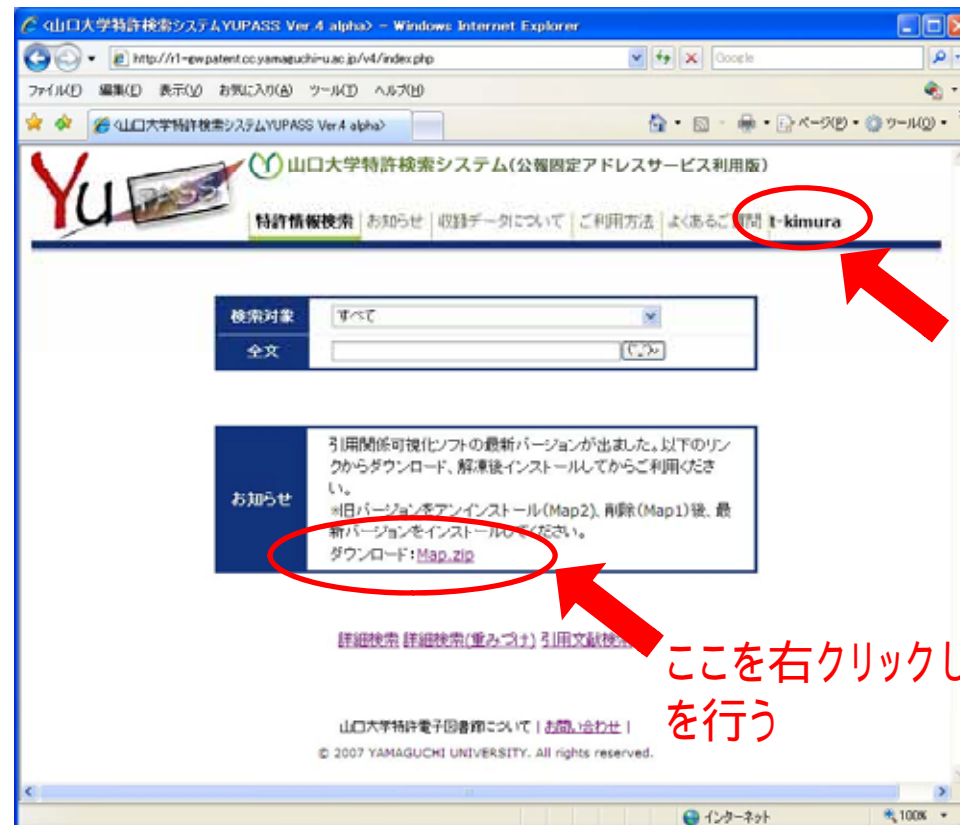 <山口大学特許検索システムYUPASS Ver.4 alpha> - Windows Internet Explorer
http://r1-ewpatent.cc.yamaguchi-u.ac.jp/v4/index.php
Google
ファイル(F) 編集(E) 表示(V) お気に入り(A) ツール(T) ヘルプ(H)
<山口大学特許検索システムYUPASS Ver.4 alpha>
ページ(P) ツール(O)
Yu PASS
山口大学特許検索システム(公報固定アドレスサービス利用版)
特許情報検索 | お知らせ | 収録データについて | ご利用方法 | よくあるご質問 | t-kimura
検索対象 すべて
全文
お知らせ
引用関係可視化ソフトの最新バージョンが出ました。以下のリン
クからダウンロード、解凍後インストールしてからご利用くださ
い。
※旧バージョンをアンインストール(Map2)、削除(Map1)後、最
新バージョンをインストールしてください。
ダウンロード:Map.zip
詳細検索 詳細検索(重みづけ) 引用文献検索
ここを右クリックし
を行う
山口大学特許電子図書館について | お問い合わせ |
© 2007 YAMAGUCHI UNIVERSITY. All rights reserved.
インターネット
100%